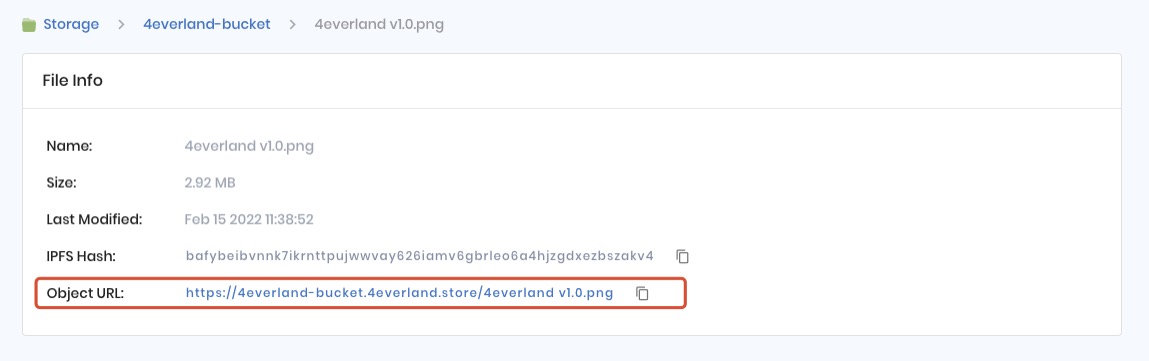 Storage > 4everland-bucket > 4everland v1.0.png
File Info
Name: 4everland v1.0.png
Size: 2.92 MB
Last Modified: Feb 15 2022 11:38:52
IPFS Hash: bafybeibvnnk7ikrnttpujwwvay626iamv6gbrleo6a4hjzgdxezbszakv4
Object URL: https://4everland-bucket.4everland.store/4everland v1.0.png